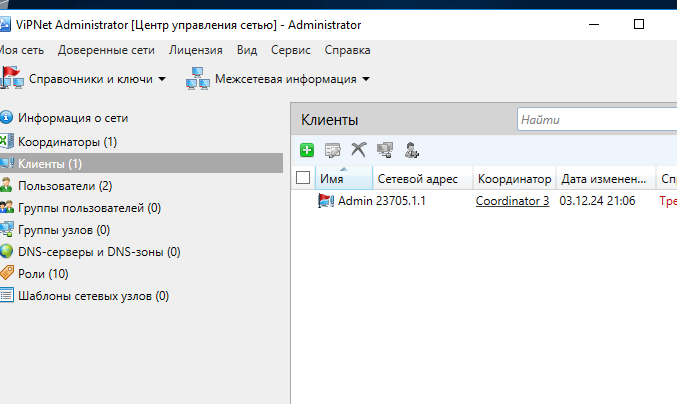 ViPNet Administrator [Центр управления сетью] - Administrator
Моя сеть Доверенные сети Лицензия Вид Сервис Справка
Справочники и ключи Межсетевая информация
Информация о сети
Координаторы (1)
Клиенты (1)
Пользователи (2)
Группы пользователей (0)
Группы узлов (0)
DNS-серверы и DNS-зоны (0)
Роли (10)
Шаблоны сетевых узлов (0)
Клиенты Найти
Имя Сетевой адрес Координатор Дата изменен... Спр
Admin 23705.1.1 Coordinator 3 03.12.24 21:06 Тре